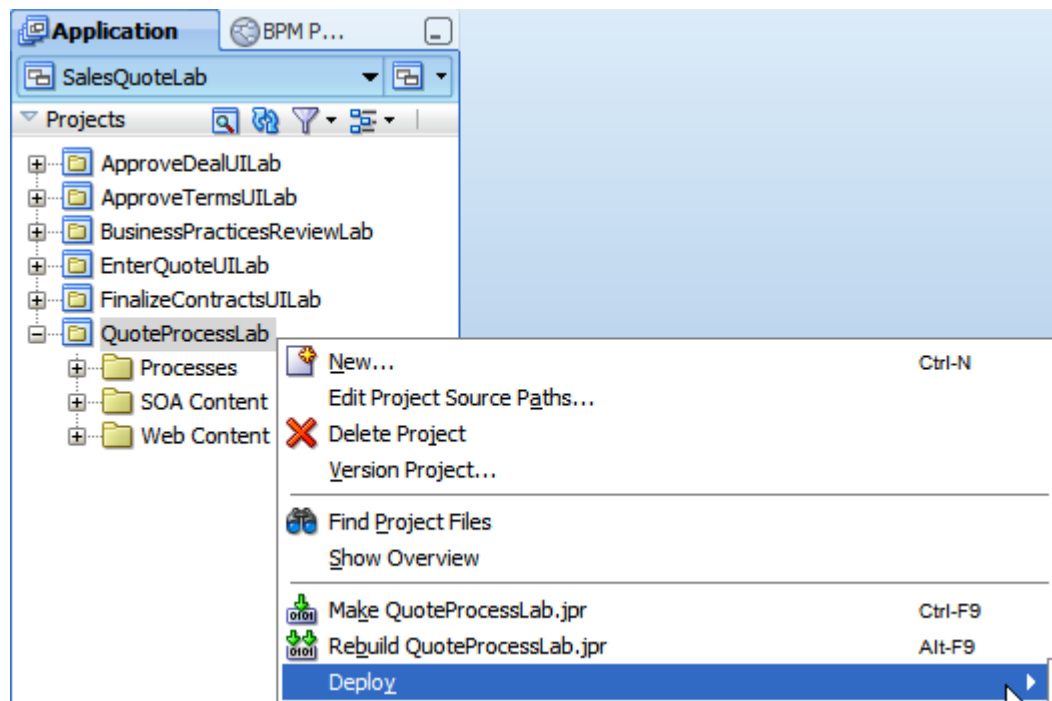 Application BPM P...
SalesQuoteLab
Projects
ApproveDealUILab
ApproveTermsUILab
BusinessPracticesReviewLab
EnterQuoteUILab
FinalizeContractsUILab
QuoteProcessLab
Processes
SOA Content
Web Content
New... Ctrl-N
Edit Project Source Paths...
Delete Project
Version Project...
Find Project Files
Show Overview
Make QuoteProcessLab.jpr Ctrl-F9
Rebuild QuoteProcessLab.jpr Alt-F9
Deploy